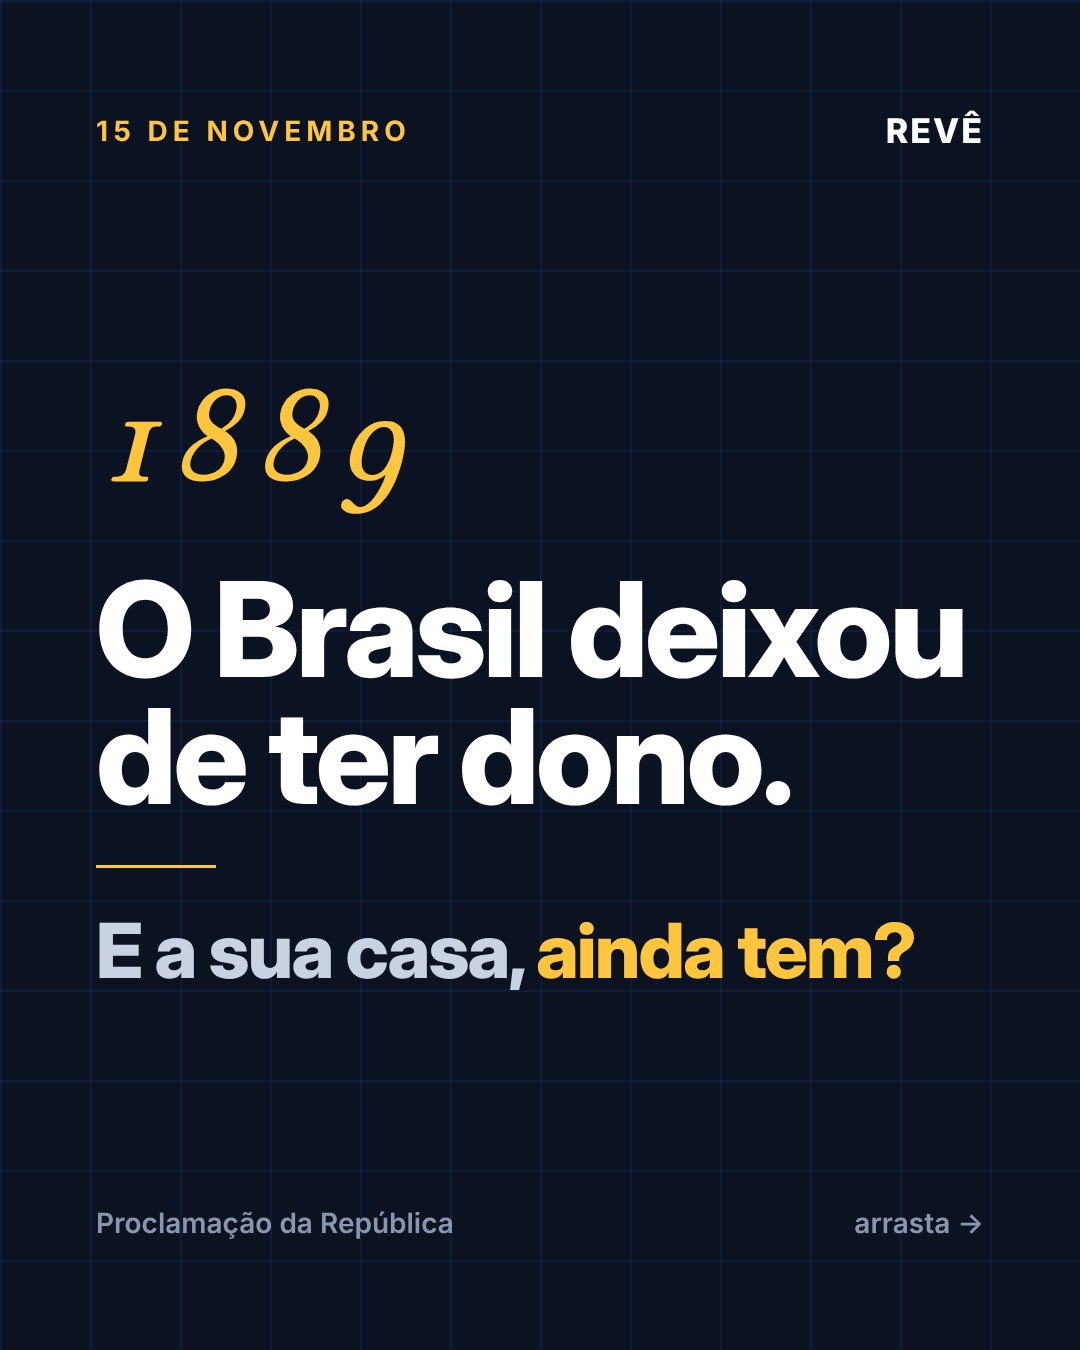 15 DE NOVEMBRO
REVÊ
1889
O Brasil deixou
de ter dono.
E a sua casa, ainda tem?
Proclamação da República
arrasta →